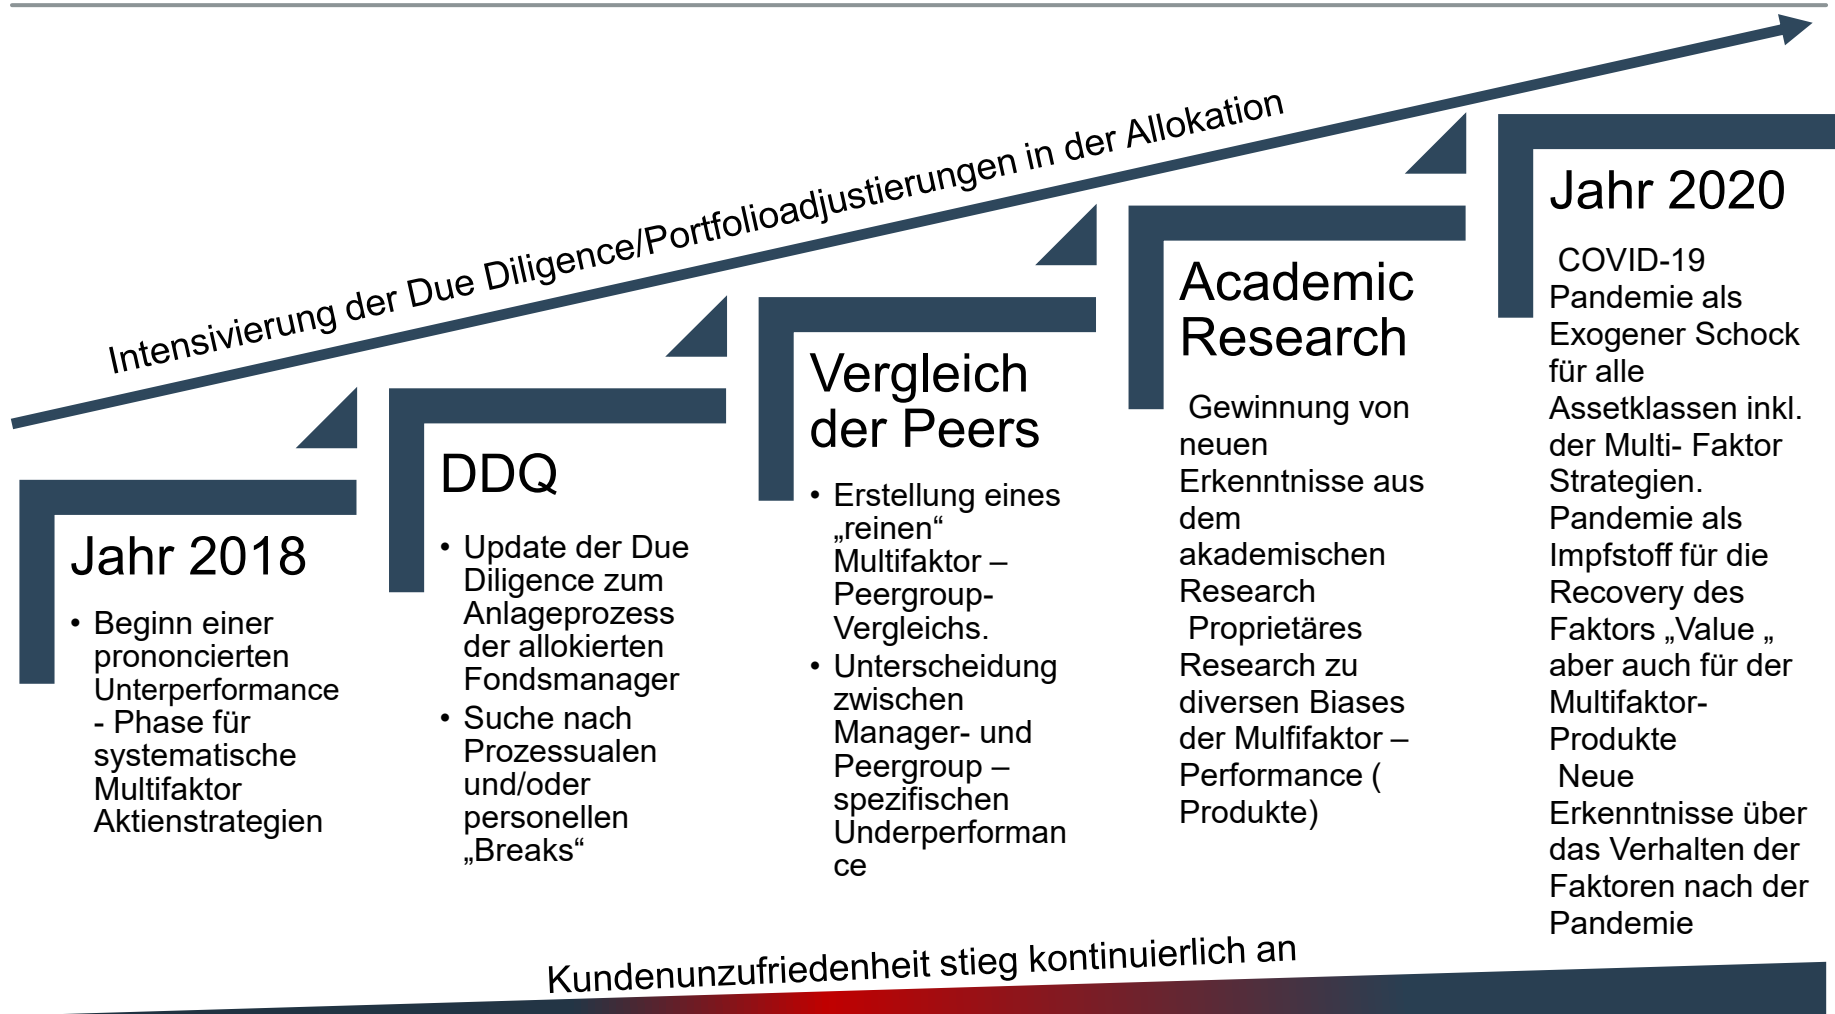 Intensivierung der Due Diligence/Portfolioadjustierungen in der Allokation
Jahr 2018
• Beginn einer
prononcierten
Unterperformance
- Phase für
systematische
Multifaktor
Aktienstrategien
DDQ
• Update der Due
Diligence zum
Anlageprozess
der allokierten
Fondsmanager
• Suche nach
Prozessualen
und/oder
personellen
„Breaks“
Vergleich
der Peers
• Erstellung eines
„reinen“
Multifaktor –
Peergroup-
Vergleichs.
• Unterscheidung
zwischen
Manager- und
Peergroup –
spezifischen
Underperforman
ce
Academic
Research
Gewinnung von
neuen
Erkenntnisse aus
dem
akademischen
Research
Proprietäres
Research zu
diversen Biases
der Mulfifaktor –
Performance (
Produkte)
Jahr 2020
COVID-19
Pandemie als
Exogener Schock
für alle
Assetklassen inkl.
der Multi- Faktor
Strategien.
Pandemie als
Impfstoff für die
Recovery des
Faktors „Value „
aber auch für der
Multifaktor-
Produkte
Neue
Erkenntnisse über
das Verhalten der
Faktoren nach der
Pandemie
Kundenunzufriedenheit stieg kontinuierlich an